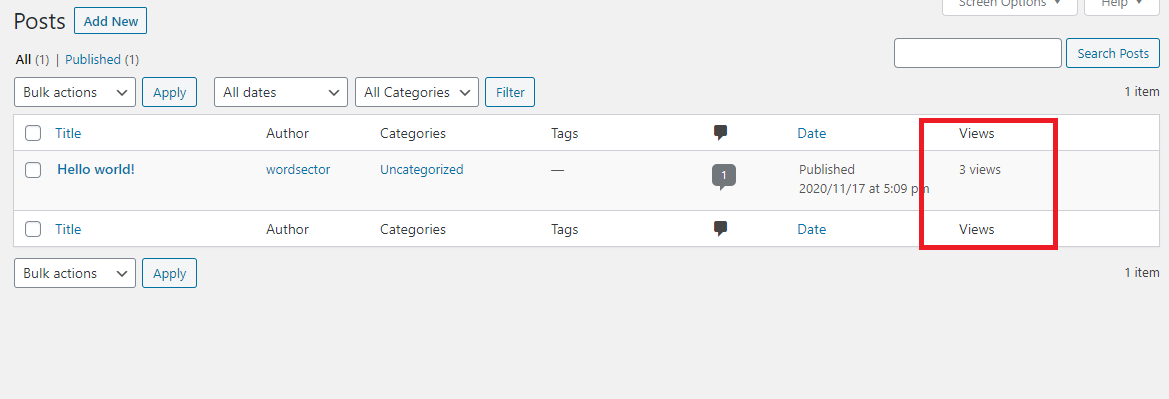 Screen Options Help
Posts Add New
All (1) | Published (1)
Search Posts
Bulk actions Apply All dates All Categories Filter 1 item
Title Author Categories Tags Date Views
Hello world! wordsector Uncategorized — 1 Published 3 views
2020/11/17 at 5:09 pm
Title Author Categories Tags Date Views
Bulk actions Apply 1 item